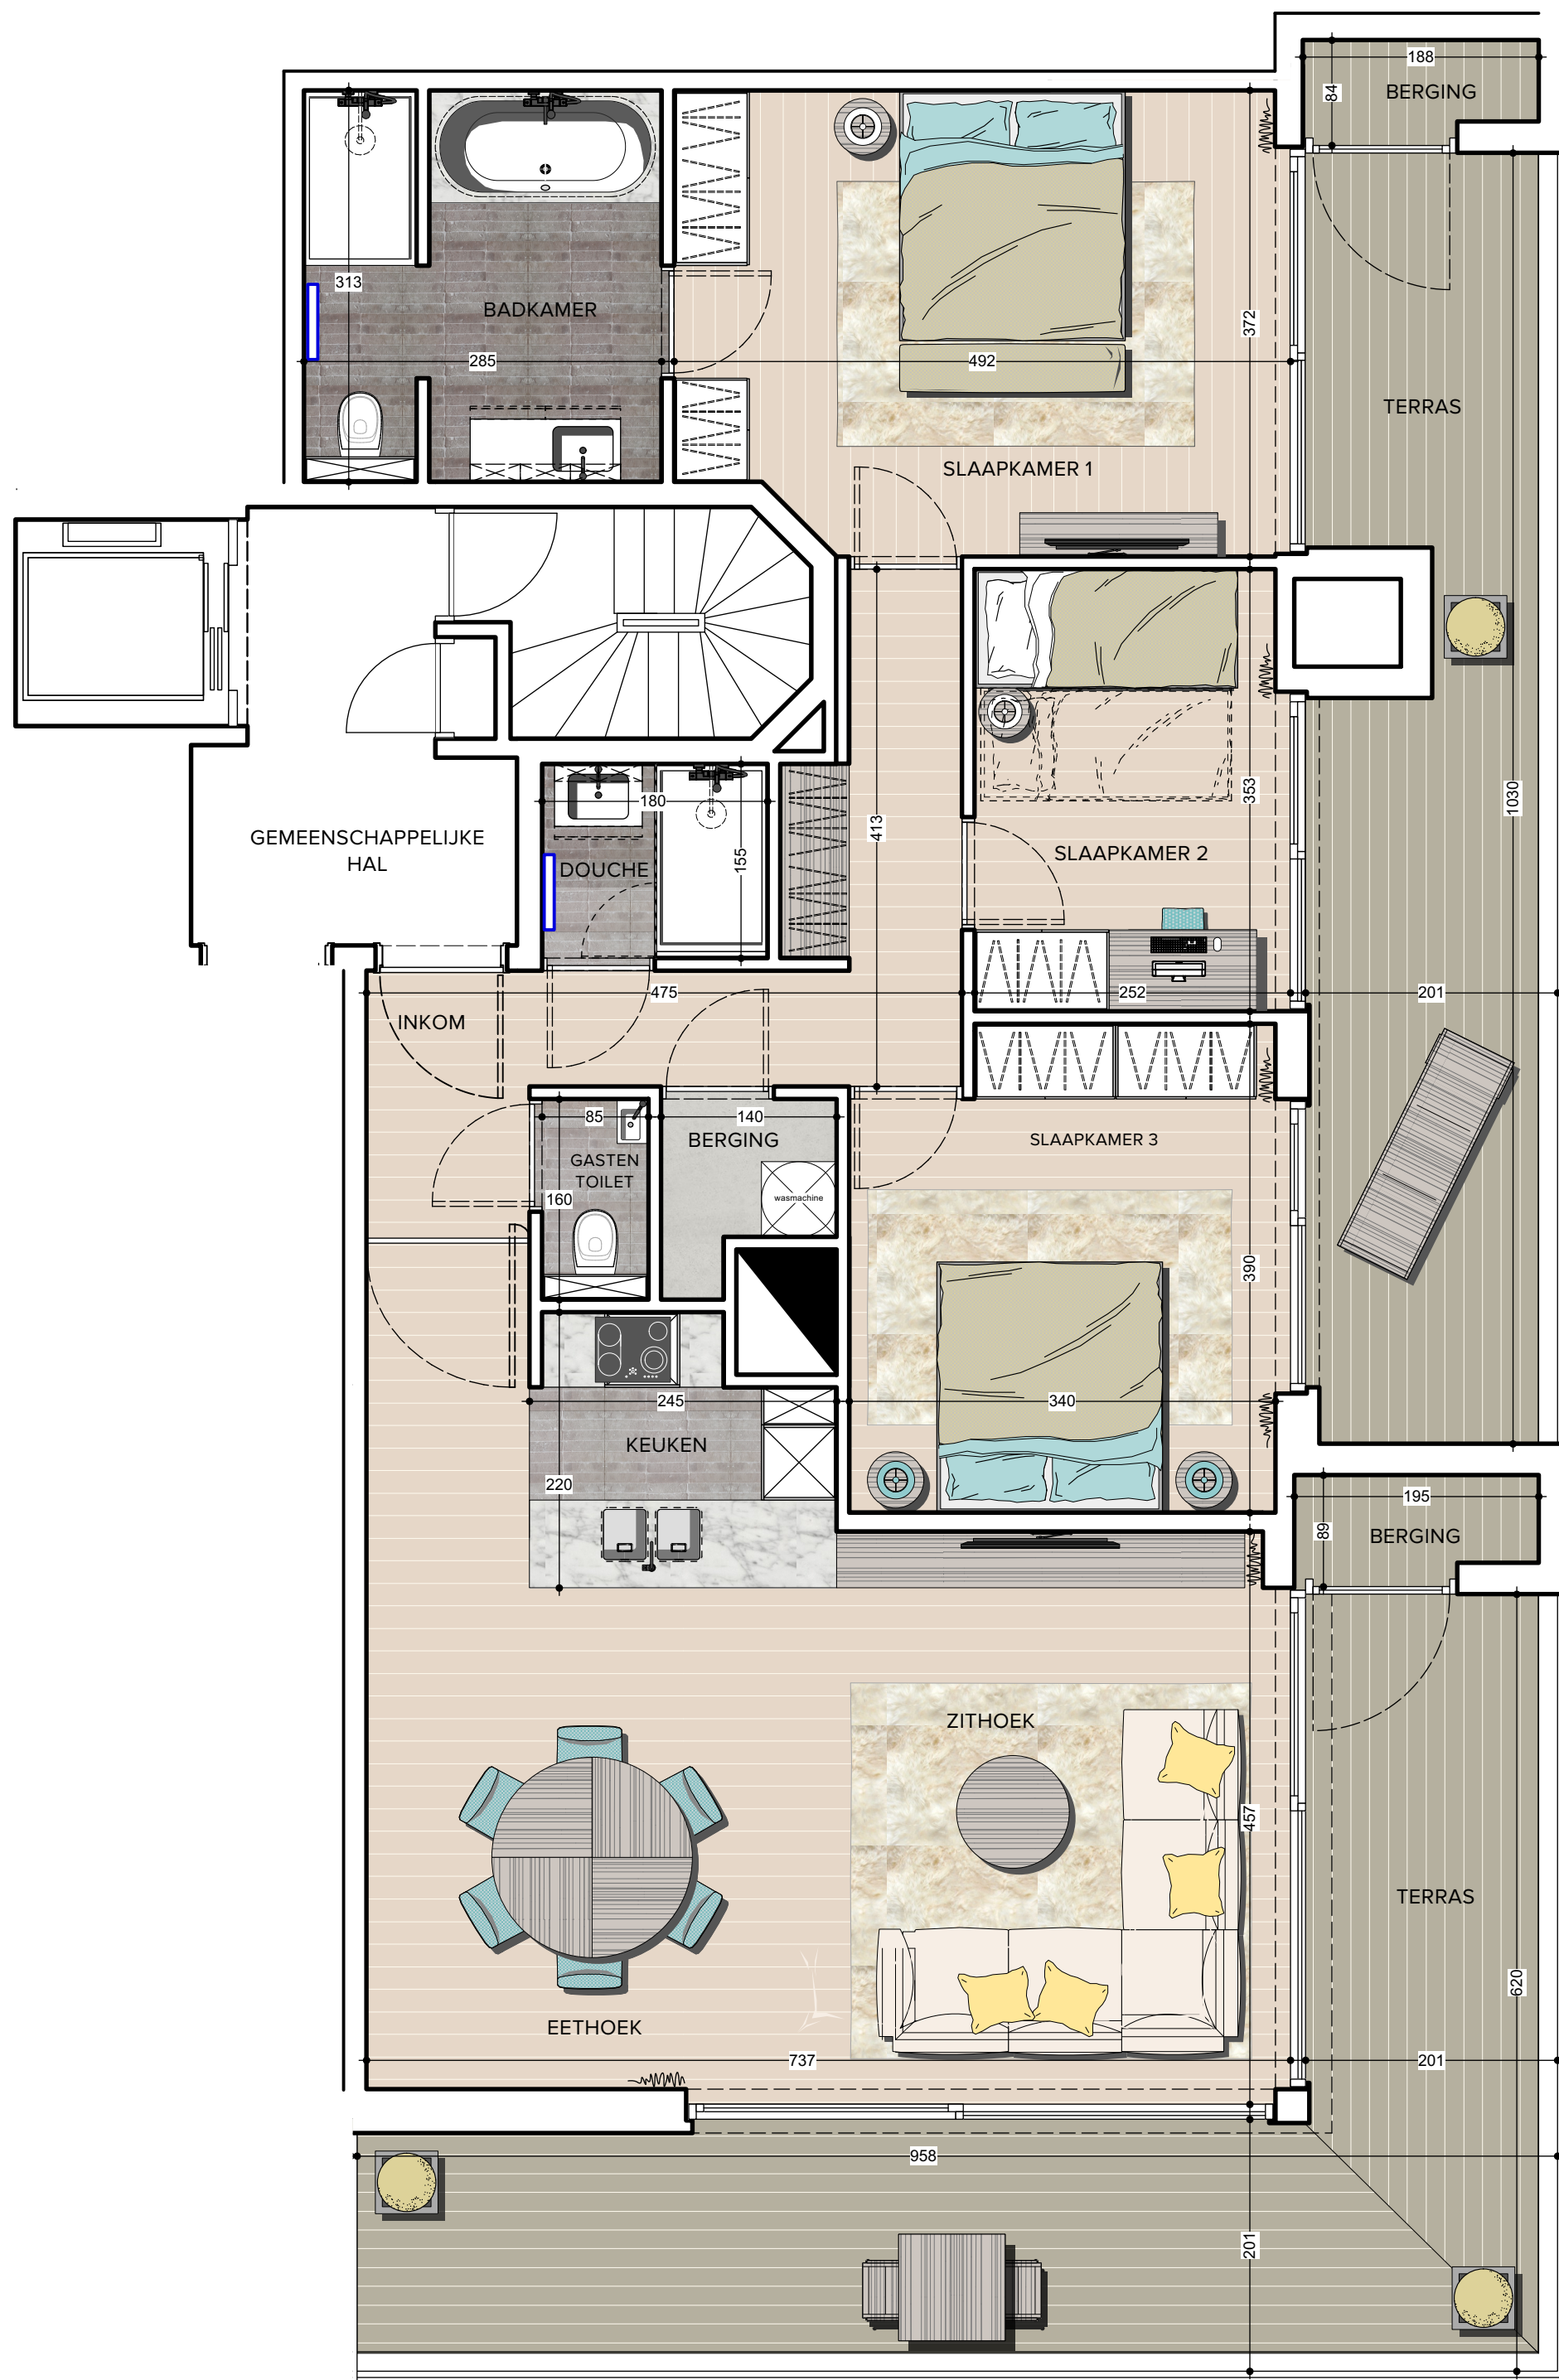 188
84
BERGING
313
BADKAMER
372
285
492
TERRAS
SLAAPKAMER 1
180
353
1030
GEMEENSCHAPPELIJKE
HAL
413
155
DOUCHE
SLAAPKAMER 2
475
252
201
INKOM
85
140
BERGING
SLAAPKAMER 3
GASTEN
TOILET
160
wasmachine
390
245
340
KEUKEN
220
195
89
BERGING
ZITHOEK
457
TERRAS
620
EETHOEK
737
201
958
201